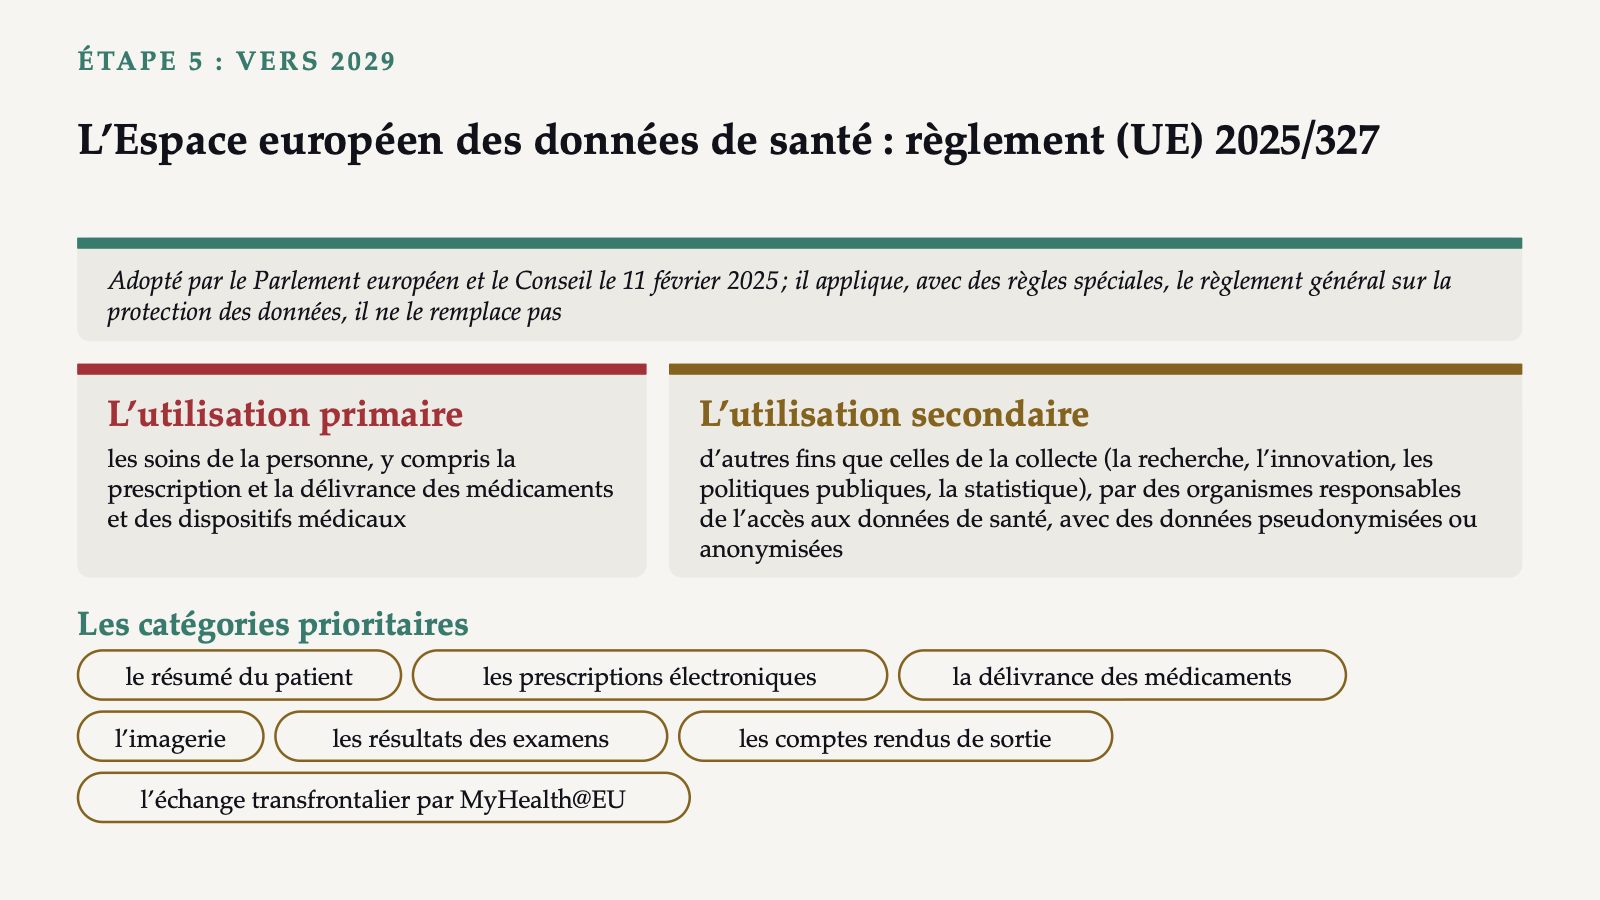 ÉTAPE 5 : VERS 2029
L’Espace européen des données de santé : règlement (UE) 2025/327
Adopté par le Parlement européen et le Conseil le 11 février 2025 ; il applique, avec des règles spéciales, le règlement général sur la
protection des données, il ne le remplace pas
L’utilisation primaire
les soins de la personne, y compris la
prescription et la délivrance des médicaments
et des dispositifs médicaux
L’utilisation secondaire
d’autres fins que celles de la collecte (la recherche, l’innovation, les
politiques publiques, la statistique), par des organismes responsables
de l’accès aux données de santé, avec des données pseudonymisées ou
anonymisées
Les catégories prioritaires
le résumé du patient
les prescriptions électroniques
la délivrance des médicaments
l’imagerie
les résultats des examens
les comptes rendus de sortie
l’échange transfrontalier par MyHealth@EU